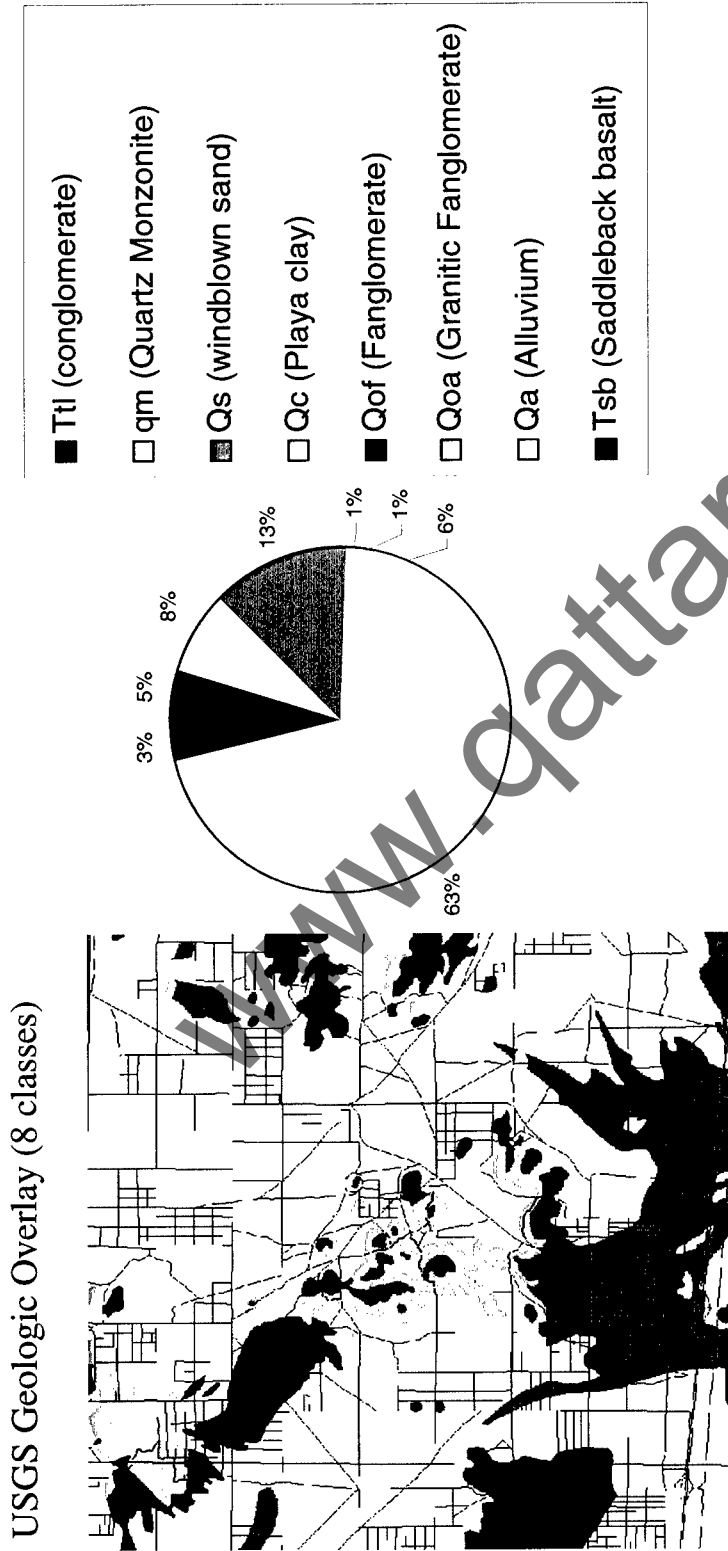 USGS Geologic Overlay (8 classes)
3%
5%
8%
13%
1%
1%
6%
63%
Ttl (conglomerate)
qm (Quartz Monzonite)
Qs (windblown sand)
Qc (Playa clay)
Qof (Fanglomerate)
Qoa (Granitic Fanglomerate)
Qa (Alluvium)
Tsb (Saddleback basalt)
www.qatta